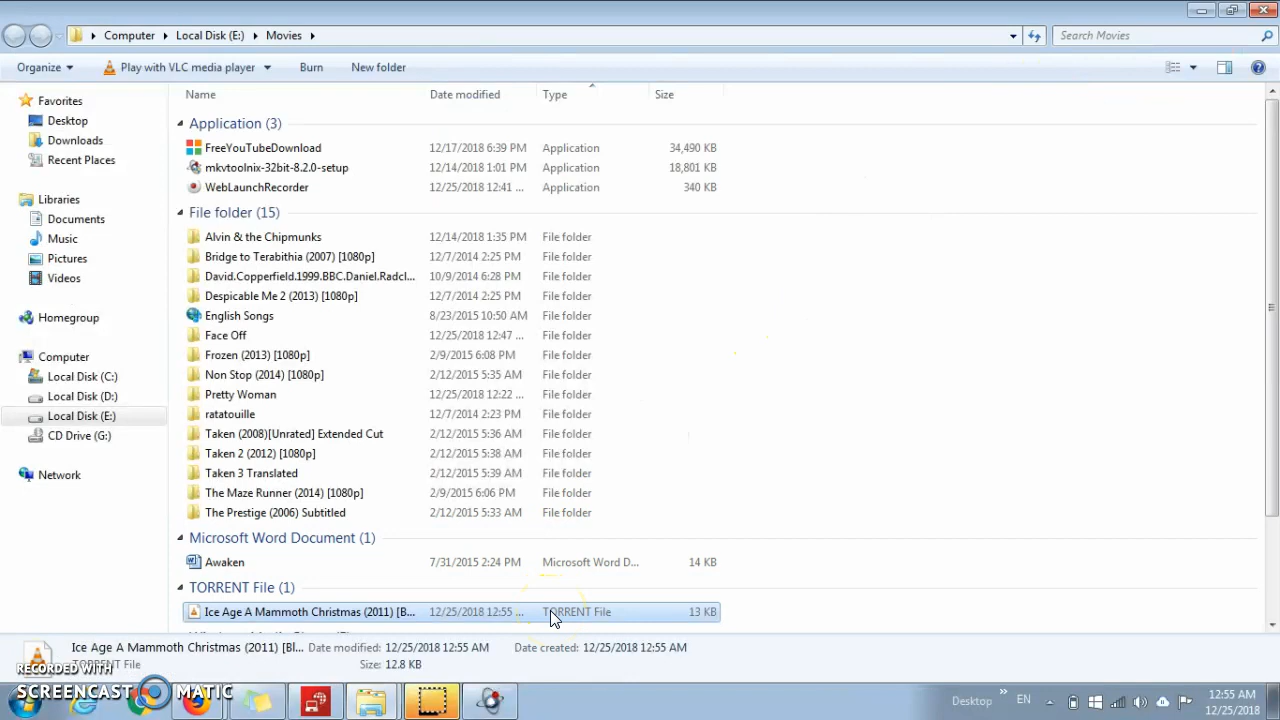 Computer Local Disk (E:) Movies Search Movies
Organize Play with VLC media player Burn New folder
Favorites
Desktop
Downloads
Recent Places
Libraries
Documents
Music
Pictures
Videos
Homegroup
Computer
Local Disk (C:)
Local Disk (D:)
Local Disk (E:)
CD Drive (G:)
Network
Name Date modified Type Size
Application (3)
FreeYouTubeDownload 12/17/2018 6:39 PM Application 34,490 KB
mkvtoolnix-32bit-8.2.0-setup 12/14/2018 1:01 PM Application 18,801 KB
WebLaunchRecorder 12/25/2018 12:41 ... Application 340 KB
File folder (15)
Alvin & the Chipmunks 12/14/2018 1:35 PM File folder
Bridge to Terabithia (2007) [1080p] 12/7/2014 2:25 PM File folder
David.Copperfield.1999.BBC.Daniel.Radcl... 10/9/2014 6:28 PM File folder
Despicable Me 2 (2013) [1080p] 12/7/2014 2:25 PM File folder
English Songs 8/23/2015 10:50 AM File folder
Face Off 12/25/2018 12:47 ... File folder
Frozen (2013) [1080p] 2/9/2015 6:08 PM File folder
Non Stop (2014) [1080p] 2/12/2015 5:35 AM File folder
Pretty Woman 12/25/2018 12:22 ... File folder
ratatouille 12/7/2014 2:23 PM File folder
Taken (2008)[Unrated] Extended Cut 2/12/2015 5:36 AM File folder
Taken 2 (2012) [1080p] 2/12/2015 5:38 AM File folder
Taken 3 Translated 2/12/2015 5:39 AM File folder
The Maze Runner (2014) [1080p] 2/9/2015 6:06 PM File folder
The Prestige (2006) Subtitled 2/12/2015 5:33 AM File folder
Microsoft Word Document (1)
Awaken 7/31/2015 2:24 PM Microsoft Word D... 14 KB
TORRENT File (1)
Ice Age A Mammoth Christmas (2011) [B... 12/25/2018 12:55 ... TORRENT File 13 KB
Ice Age A Mammoth Christmas (2011) [Bl... Date modified: 12/25/2018 12:55 AM Date created: 12/25/2018 12:55 AM
TORRENT File Size: 12.8 KB
RECORDED WITH
SCREENCAST MATIC
Desktop EN 12:55 AM
12/25/2018